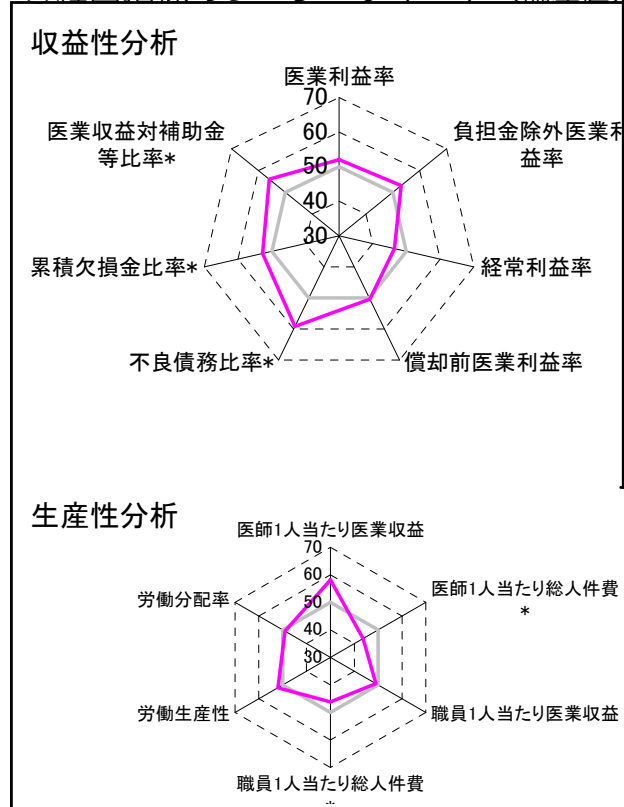 収益性分析
医業利益率
70
60
50
40
30
負担金除外医業利
益率
経常利益率
償却前医業利益率
不良債務比率*
累積欠損金比率*
医業収益対補助金
等比率*
生産性分析
医師1人当たり医業収益
70
60
50
40
30
医師1人当たり総人件費
*
職員1人当たり医業収益
職員1人当たり総人件費
*
労働生産性
労働分配率